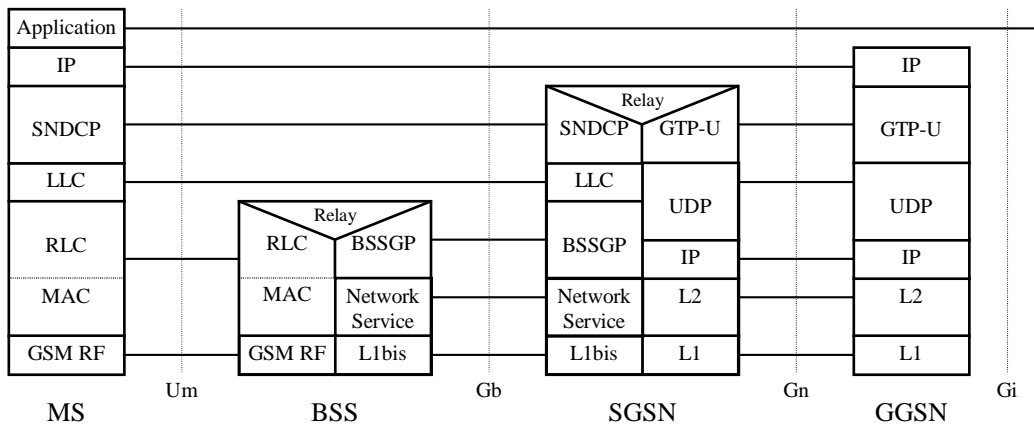 Application
IP
IP
Relay
SNDCP
SNDCP
GTP-U
GTP-U
LLC
LLC
UDP
UDP
Relay
RLC
RLC
BSSGP
BSSGP
IP
IP
MAC
MAC
Network
Service
Network
Service
L2
L2
GSM RF
GSM RF
L1bis
L1bis
L1
L1
Um
Gb
Gn
Gi
MS
BSS
SGSN
GGSN